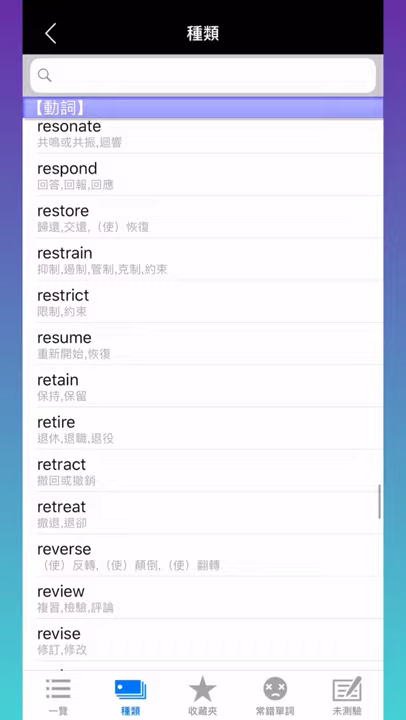 種類
【動詞】
resonate
共鳴或共振,迴響
respond
回答,回報,回應
restore
歸還,交還,（使）恢復
restrain
抑制,遏制,管制,克制,約束
restrict
限制,約束
resume
重新開始,恢復
retain
保持,保留
retire
退休,退職,退役
retract
撤回或撤銷
retreat
撤退,退卻
reverse
（使）反轉,（使）顛倒,（使）翻轉
review
複習,檢驗,評論
revise
修訂,修改
一覽
種類
收藏夾
常錯單詞
未測驗